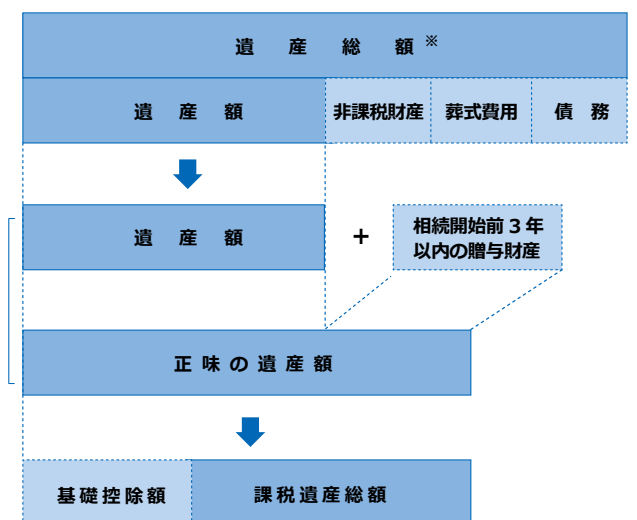 遺産総額※
遺産額
非課税財産
葬式費用
債務
遺産額
+
相続開始前3年
以内の贈与財産
正味の遺産額
基礎控除額
課税遺産総額